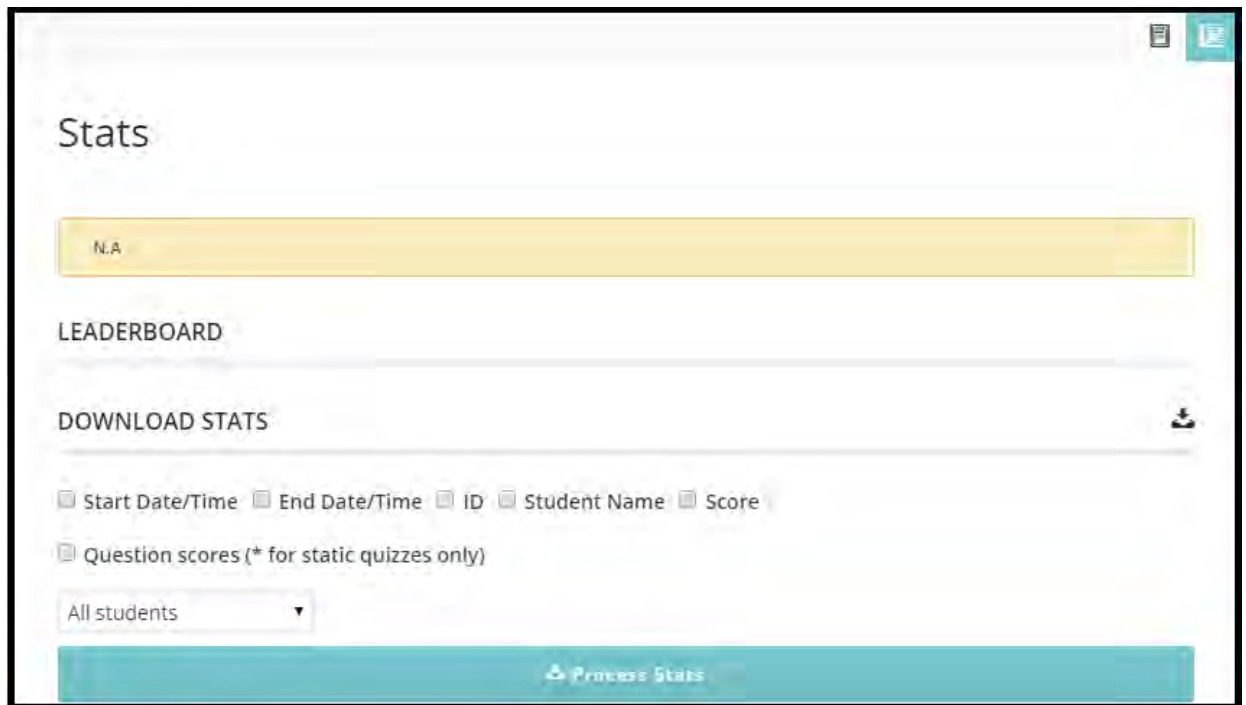 Stats
N.A
LEADERBOARD
DOWNLOAD STATS
Start Date/Time End Date/Time ID Student Name Score
Question scores (* for static quizzes only)
All students
Process Stats